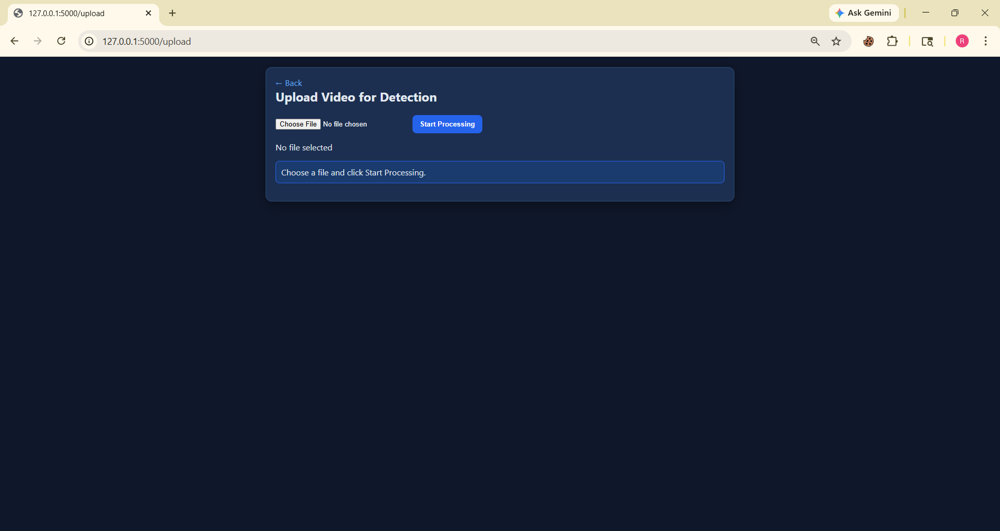 127.0.0.1:5000/upload
Ask Gemini
127.0.0.1:5000/upload
R
← Back
Upload Video for Detection
Choose File No file chosen
Start Processing
No file selected
Choose a file and click Start Processing.